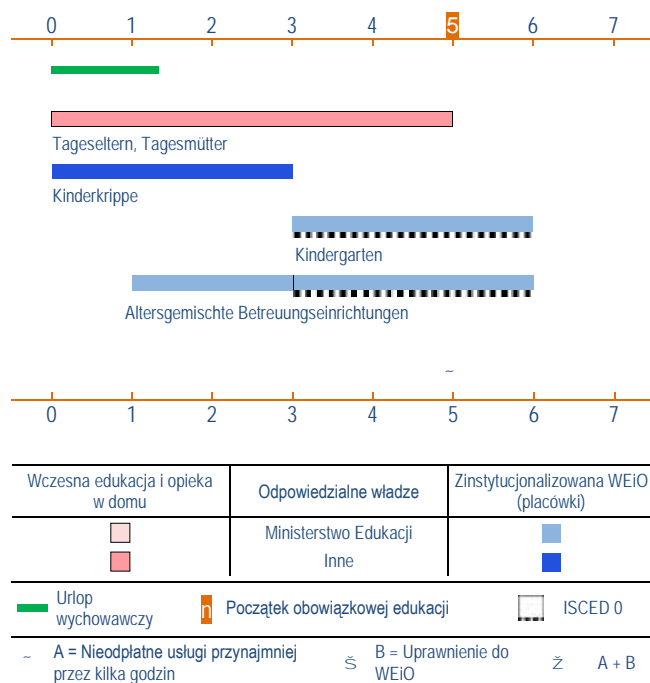 0 1 2 3 4 5 6 7
Tageseltern, Tagesmütter
Kinderkrippe
Kindergarten
Altersgemischte Betreuungseinrichtungen
~
0 1 2 3 4 5 6 7
Wczesna edukacja i opieka
w domu
Odpowiedzialne władze
Zinstytucjonalizowana WEiO
(placówki)
Ministerstwo Edukacji
Inne
Urlop
wychowawczy
n Początek obowiązkowej edukacji
ISCED 0
~ A = Nieodpłatne usługi przynajmniej
przez kilka godzin
Š B = Uprawnienie do
WEiO
Ž A + B